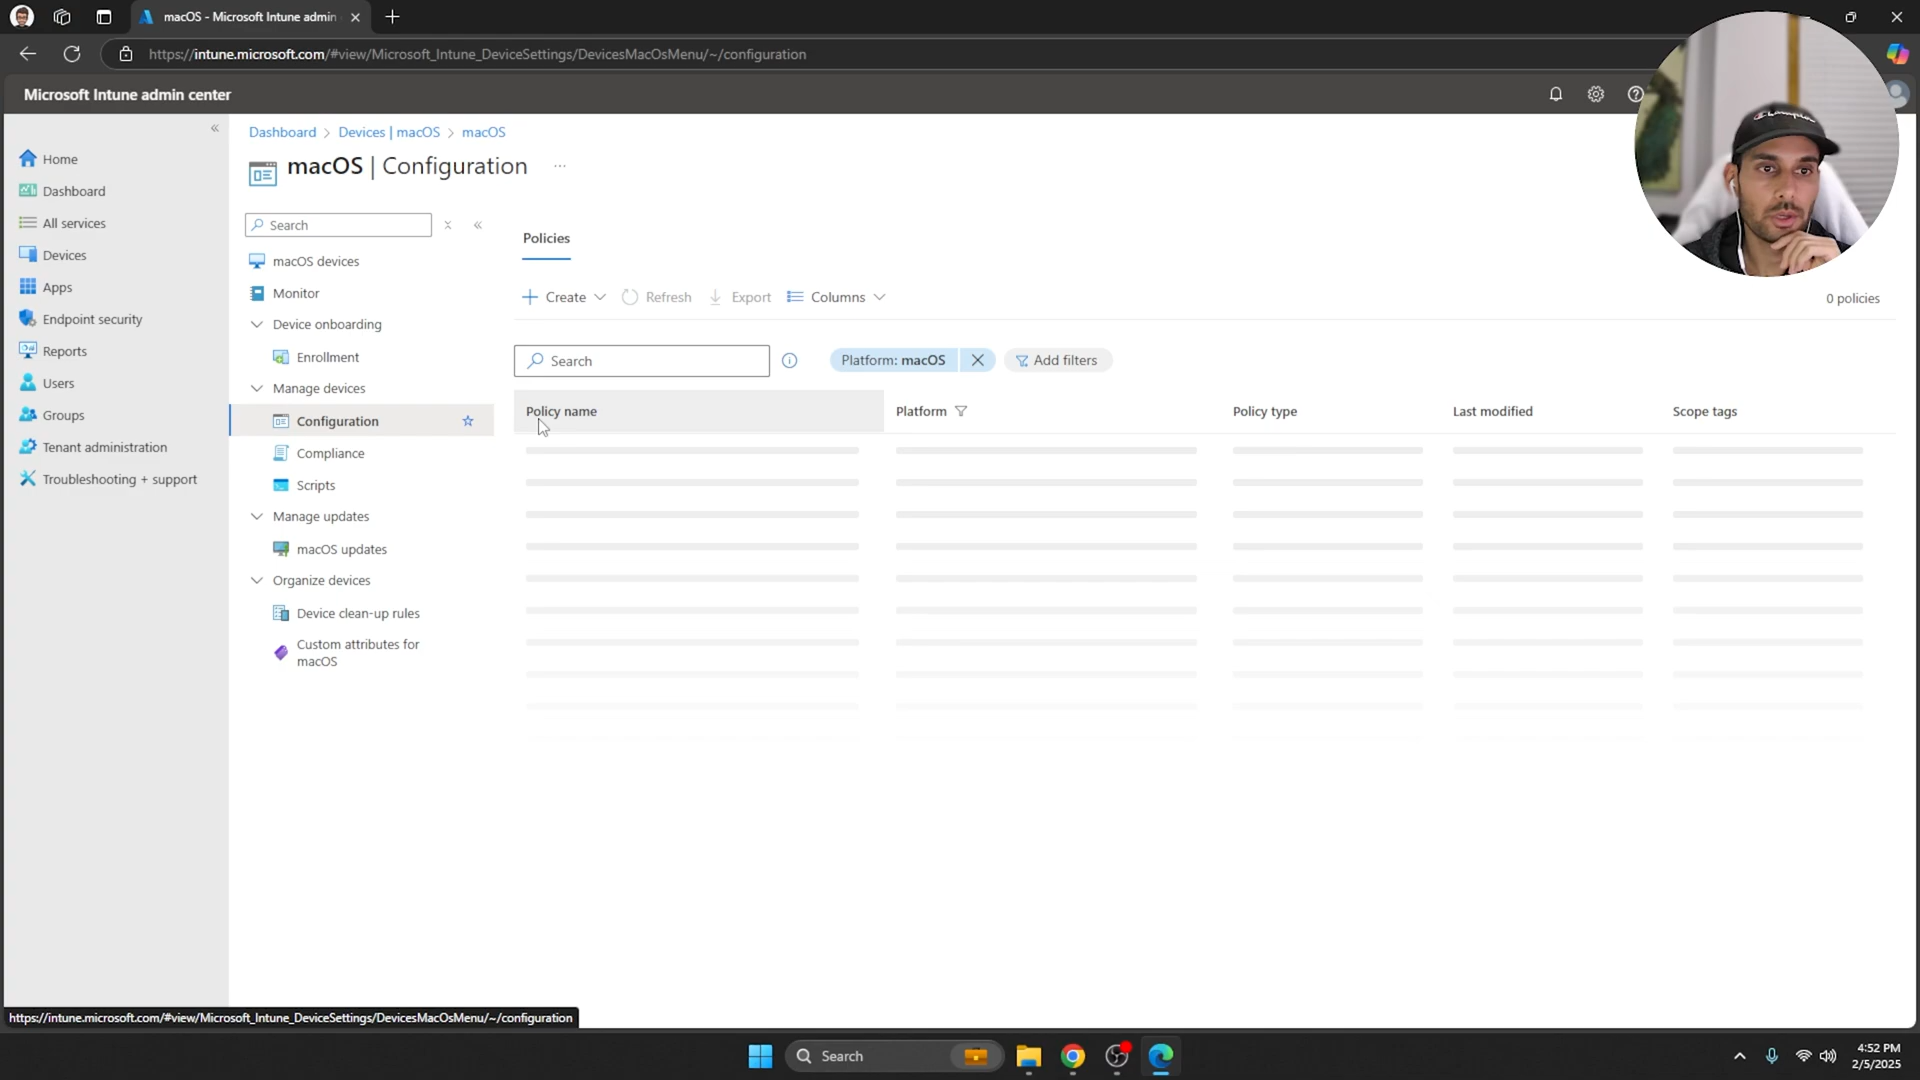 macOS - Microsoft Intune admin
https://intune.microsoft.com/#view/Microsoft_Intune_DeviceSettings/DevicesMacOsMenu/~/configuration
Microsoft Intune admin center
Dashboard > Devices | macOS > macOS
macOS | Configuration
Home
Dashboard
All services
Devices
Apps
Endpoint security
Reports
Users
Groups
Tenant administration
Troubleshooting + support
Search
macOS devices
Monitor
Device onboarding
Enrollment
Manage devices
Configuration
Compliance
Scripts
Manage updates
macOS updates
Organize devices
Device clean-up rules
Custom attributes for
macOS
Policies
Create Refresh Export Columns
0 policies
Search Platform: macOS Add filters
Policy name Platform Policy type Last modified Scope tags
Champion
https://intune.microsoft.com/#view/Microsoft_Intune_DeviceSettings/DevicesMacOsMenu/~/configuration
Search
4:52 PM
2/5/2025